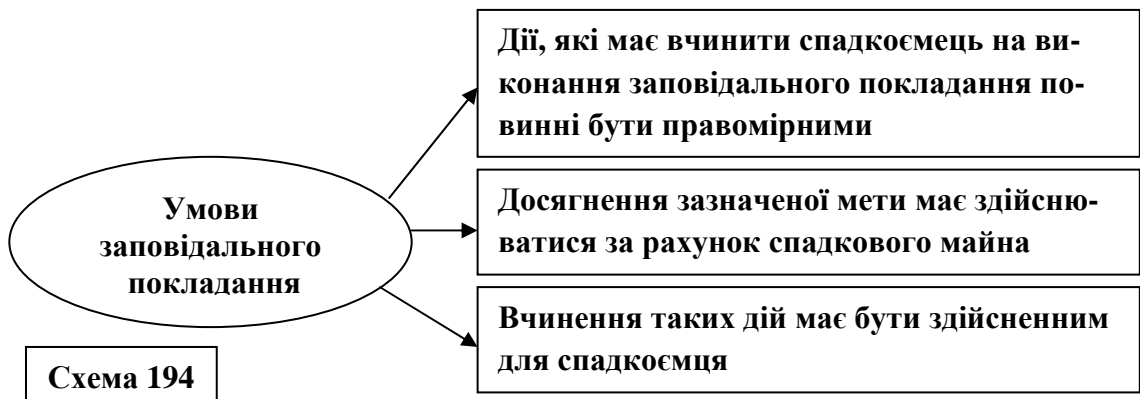 Дії, які має вчинити спадкоємець на ви-
конання заповідального покладання по-
винні бути правомірними
Умови
заповідального
покладання
Досягнення зазначеної мети має здійсню-
ватися за рахунок спадкового майна
Вчинення таких дій має бути здійсненним
для спадкоємця
Схема 194